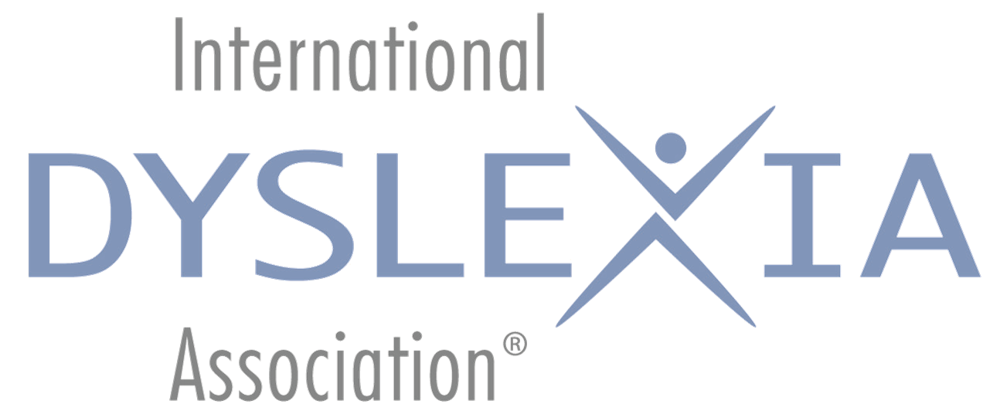 International
DYSLEXIA
Association®